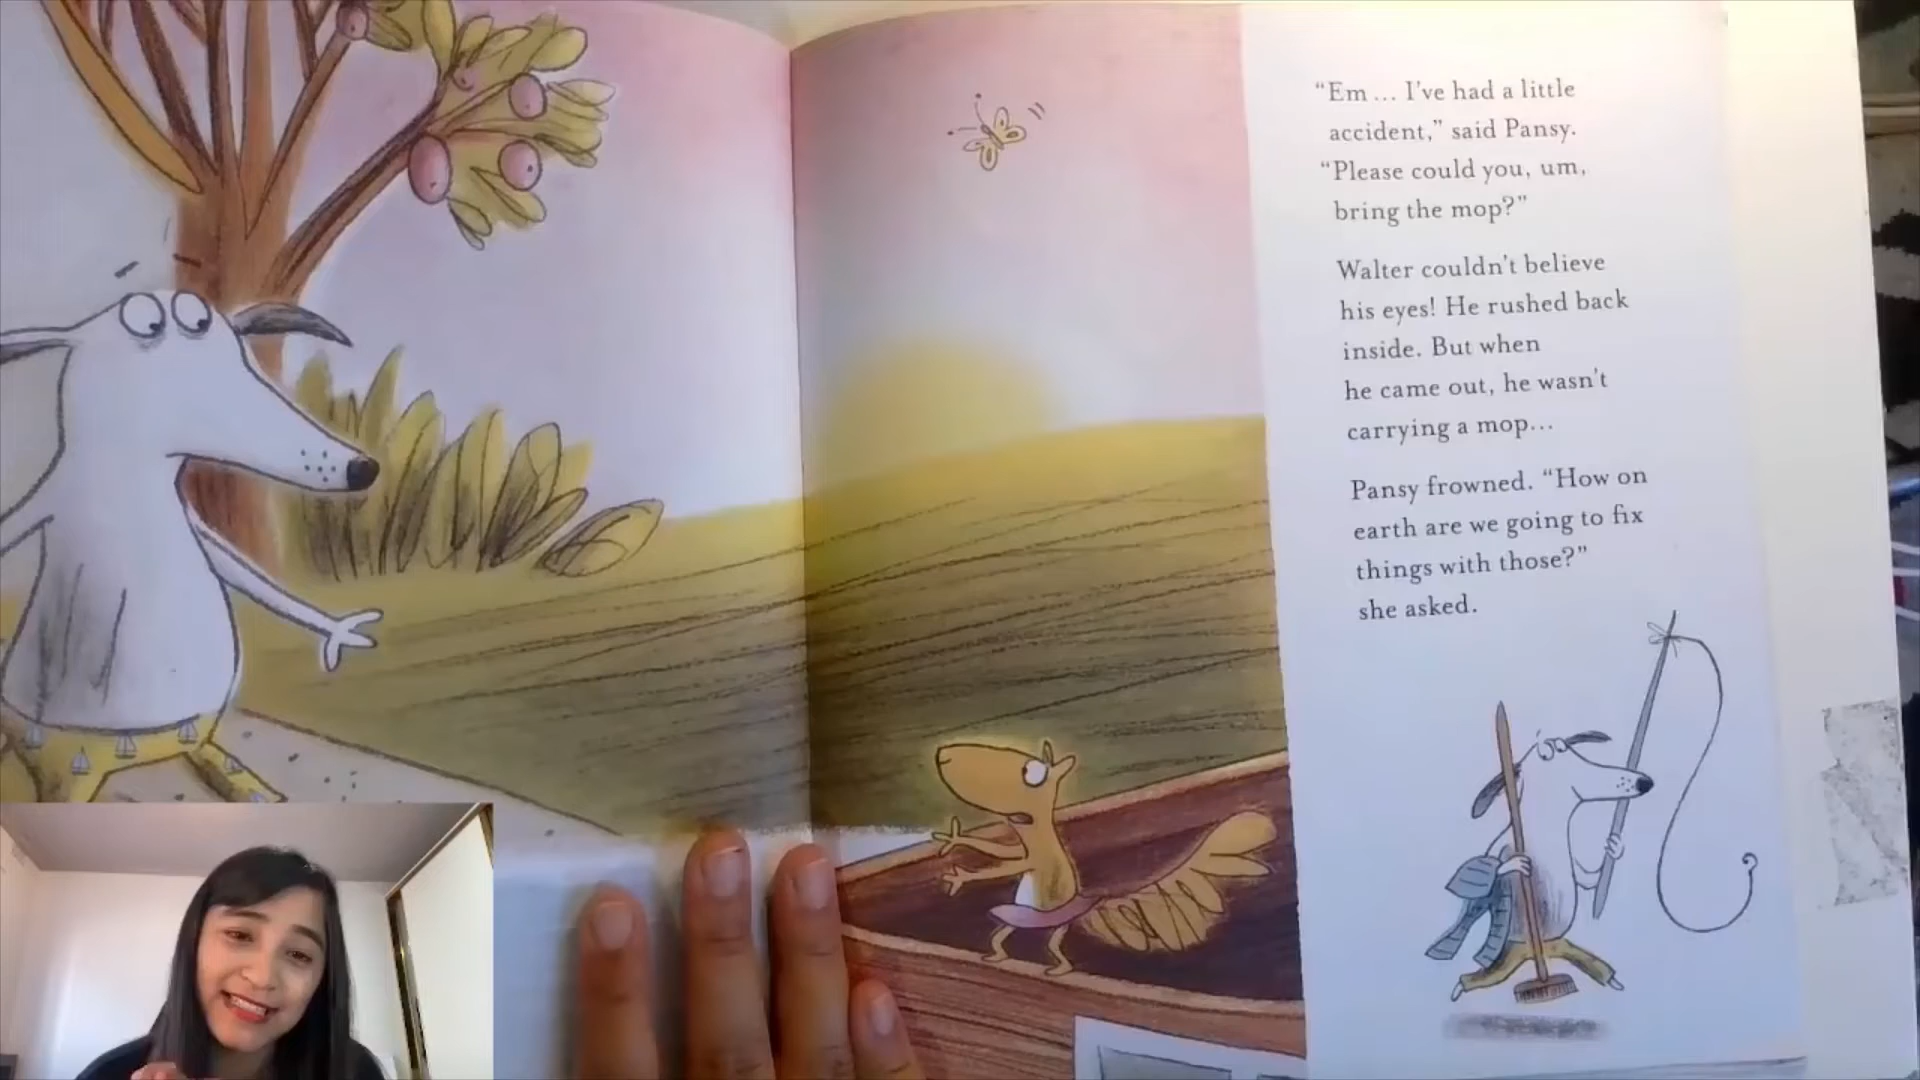 “Em ... I’ve had a little
accident,” said Pansy.
“Please could you, um,
bring the mop?”
Walter couldn’t believe
his eyes! He rushed back
inside. But when
he came out, he wasn’t
carrying a mop...
Pansy frowned. “How on
earth are we going to fix
things with those?”
she asked.